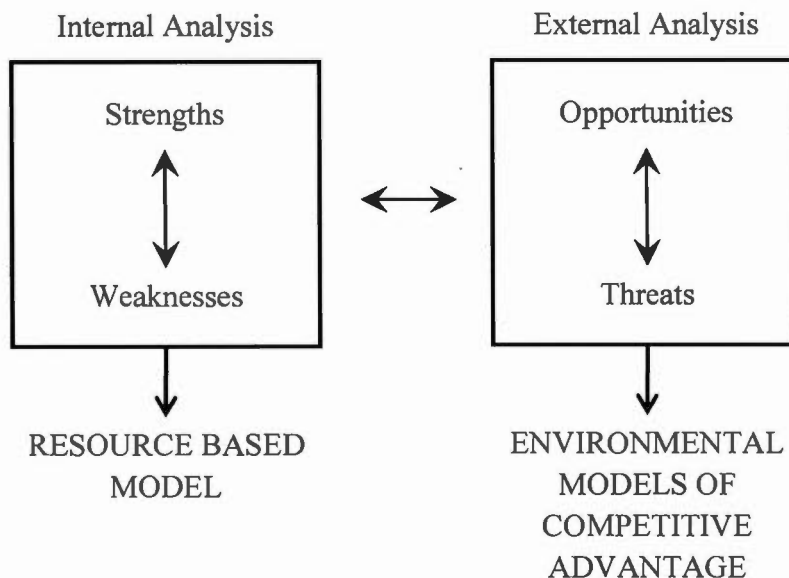 Internal Analysis
Strengths
Weaknesses
RESOURCE BASED
MODEL
External Analysis
Opportunities
Threats
ENVIRONMENTAL
MODELS OF
COMPETITIVE
ADVANTAGE